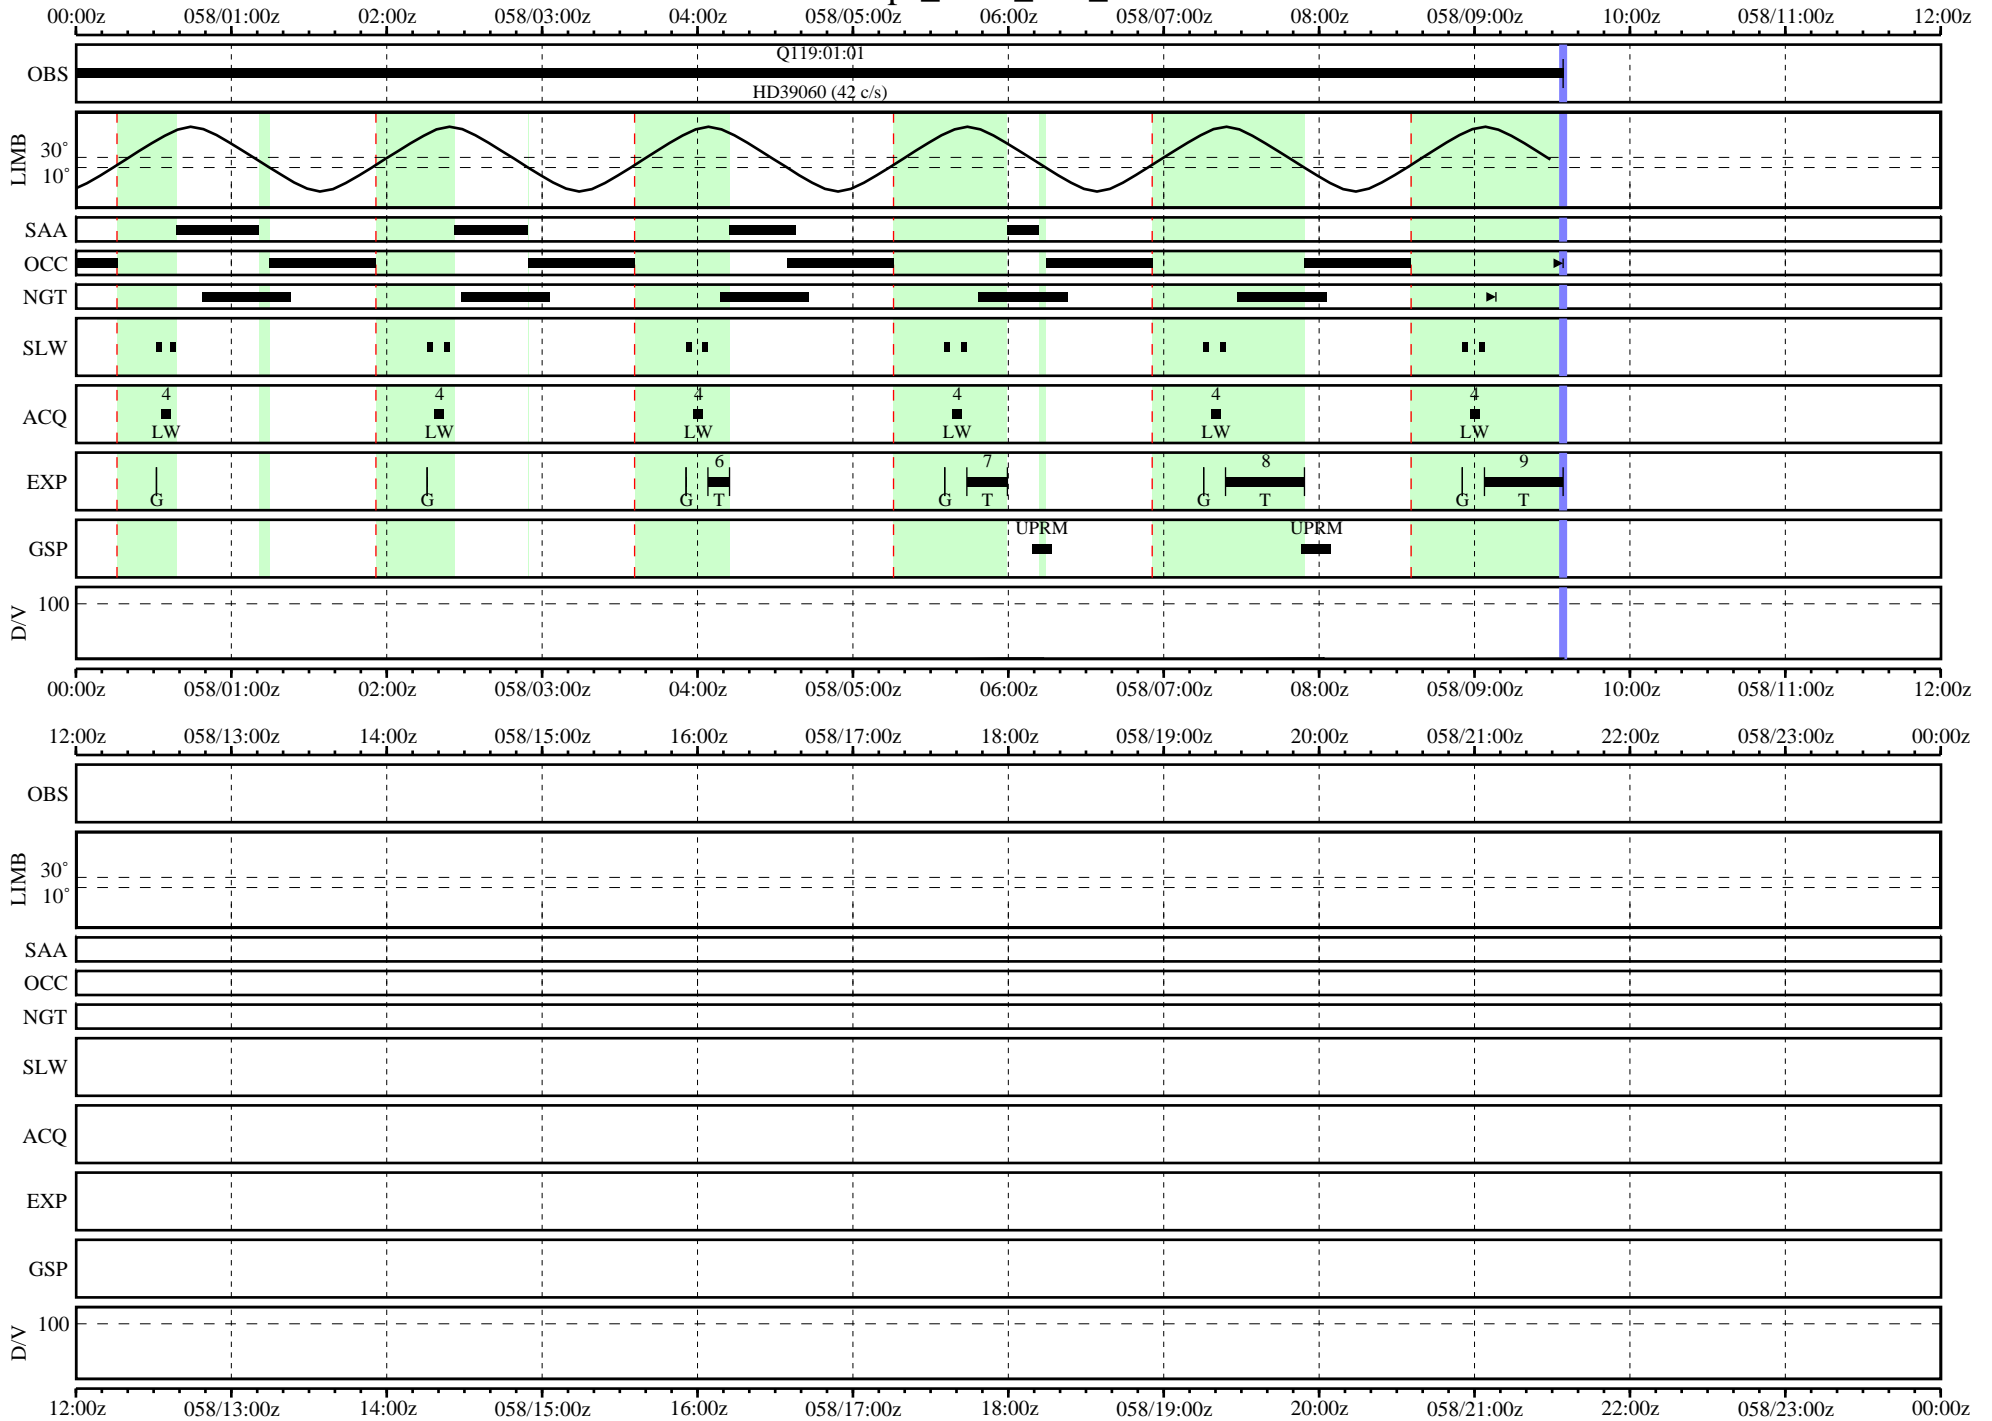 00:00z 058/01:00z 02:00z 058/03:00z 04:00z 058/05:00z 06:00z 058/07:00z 08:00z 058/09:00z 10:00z 058/11:00z 12:00z
Q119:01:01
OBS
HD39060 (42 c/s)
LIMB
30°
10°
SAA
OCC
NGT
SLW
4 4 4 4 4 4
ACQ
LW LW LW LW LW LW
6 7 8 9
EXP
G G G T G T G T G T
UPRM UPRM
GSP
D/V
100
00:00z 058/01:00z 02:00z 058/03:00z 04:00z 058/05:00z 06:00z 058/07:00z 08:00z 058/09:00z 10:00z 058/11:00z 12:00z
12:00z 058/13:00z 14:00z 058/15:00z 16:00z 058/17:00z 18:00z 058/19:00z 20:00z 058/21:00z 22:00z 058/23:00z 00:00z
OBS
LIMB
30°
10°
SAA
OCC
NGT
SLW
ACQ
EXP
GSP
D/V
100
12:00z 058/13:00z 14:00z 058/15:00z 16:00z 058/17:00z 18:00z 058/19:00z 20:00z 058/21:00z 22:00z 058/23:00z 00:00z